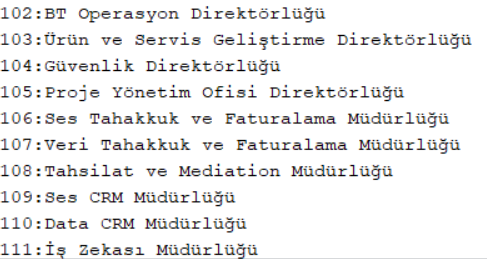 102:BT Operasyon Direktörlüğü
103:Ürün ve Servis Geliştirme Direktörlüğü
104:Güvenlik Direktörlüğü
105:Proje Yönetim Ofisi Direktörlüğü
106:Ses Tahakkuk ve Faturalama Müdürlüğü
107:Veri Tahakkuk ve Faturalama Müdürlüğü
108:Tahsilat ve Mediation Müdürlüğü
109:Ses CRM Müdürlüğü
110:Data CRM Müdürlüğü
111:İş Zekası Müdürlüğü